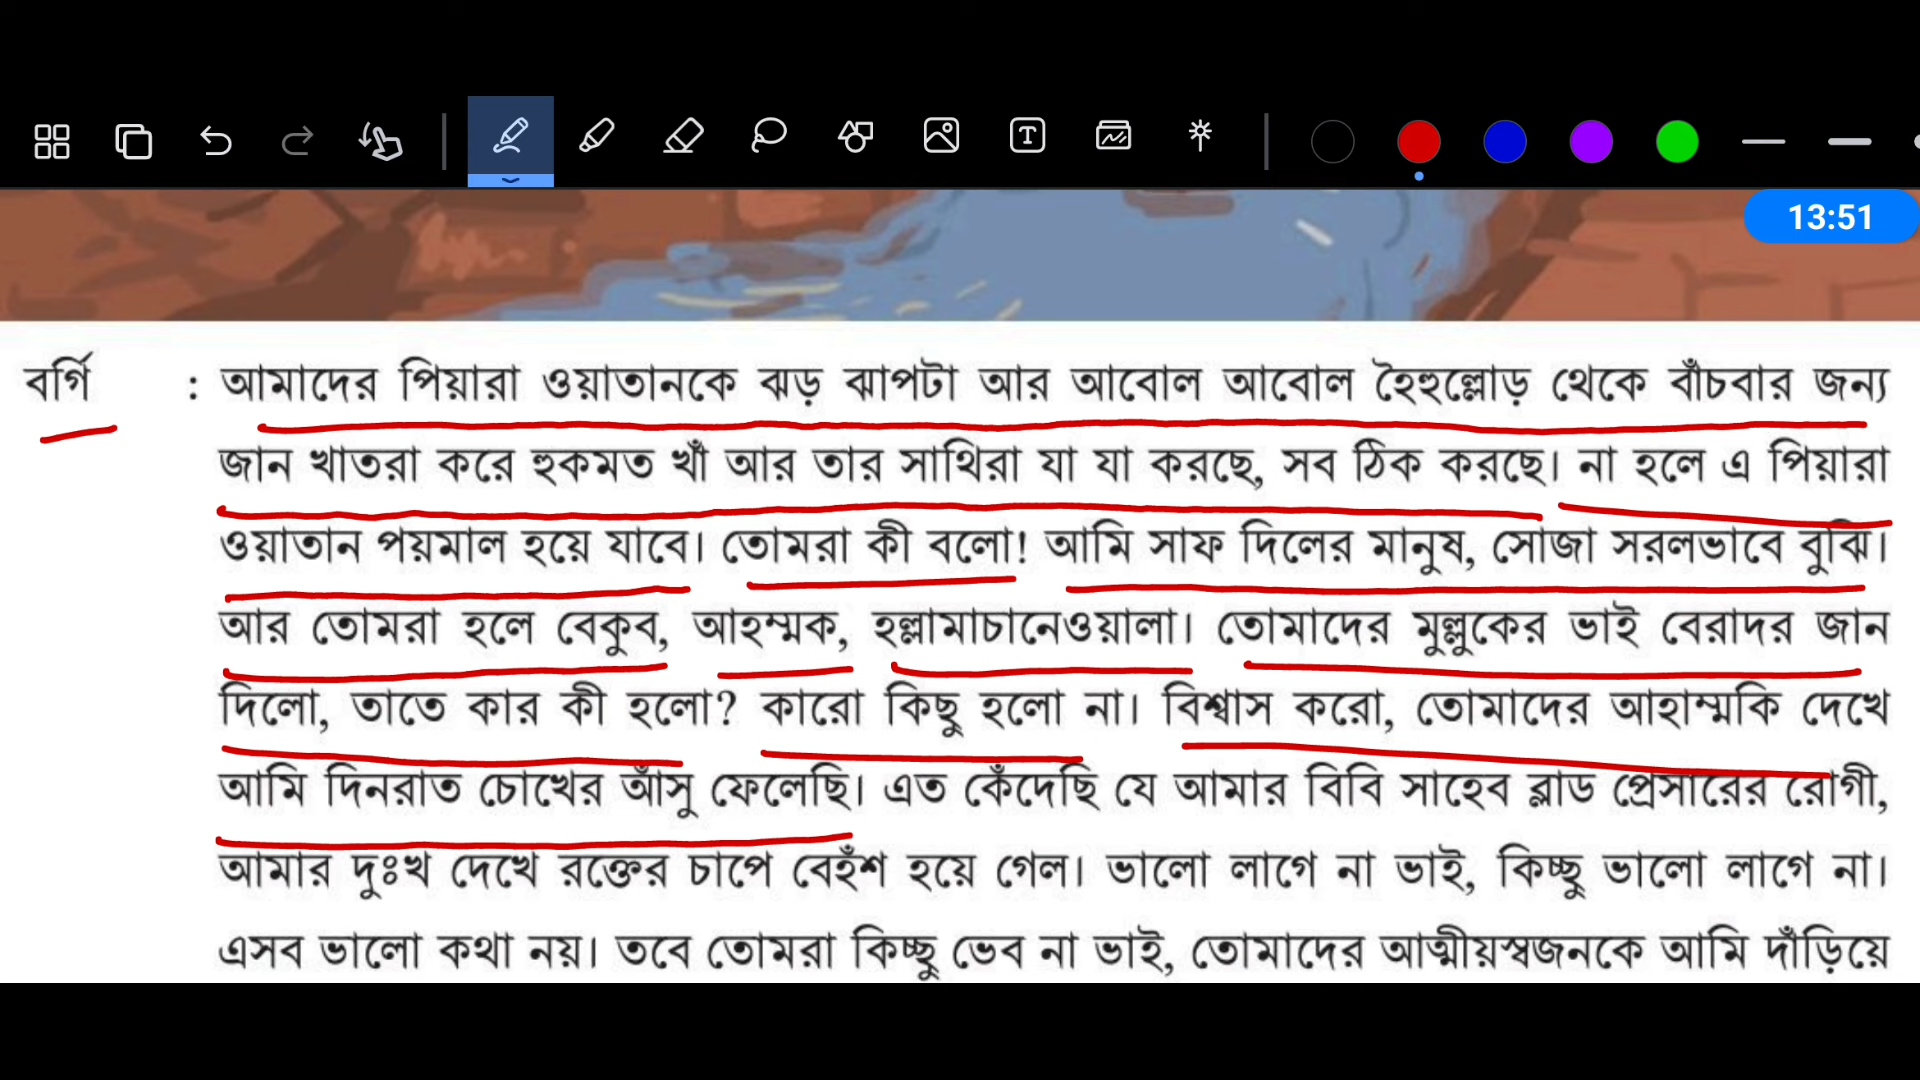 13:51
বর্গি : আমাদের পিয়ারা ওয়াতানকে ঝড় ঝাপটা আর আবোল আবোল হৈহুল্লোড় থেকে বাঁচবার জন্য
জান খাতরা করে হুকমত খাঁ আর তার সাথিরা যা যা করছে, সব ঠিক করছে। না হলে এ পিয়ারা
ওয়াতান পয়মাল হয়ে যাবে। তোমরা কী বলো! আমি সাফ দিলের মানুষ, সোজা সরলভাবে বুঝি।
আর তোমরা হলে বেকুব, আহম্মক, হল্লামাচানেওয়ালা। তোমাদের মুল্লুকের ভাই বেরাদর জান
দিলো, তাতে কার কী হলো? কারো কিছু হলো না। বিশ্বাস করো, তোমাদের আহাম্মকি দেখে
আমি দিনরাত চোখের আঁসু ফেলেছি। এত কেঁদেছি যে আমার বিবি সাহেব ব্লাড প্রেসারের রোগী,
আমার দুঃখ দেখে রক্তের চাপে বেহুঁশ হয়ে গেল। ভালো লাগে না ভাই, কিচ্ছু ভালো লাগে না।
এসব ভালো কথা নয়। তবে তোমরা কিচ্ছু ভেব না ভাই, তোমাদের আত্মীয়স্বজনকে আমি দাঁড়িয়ে